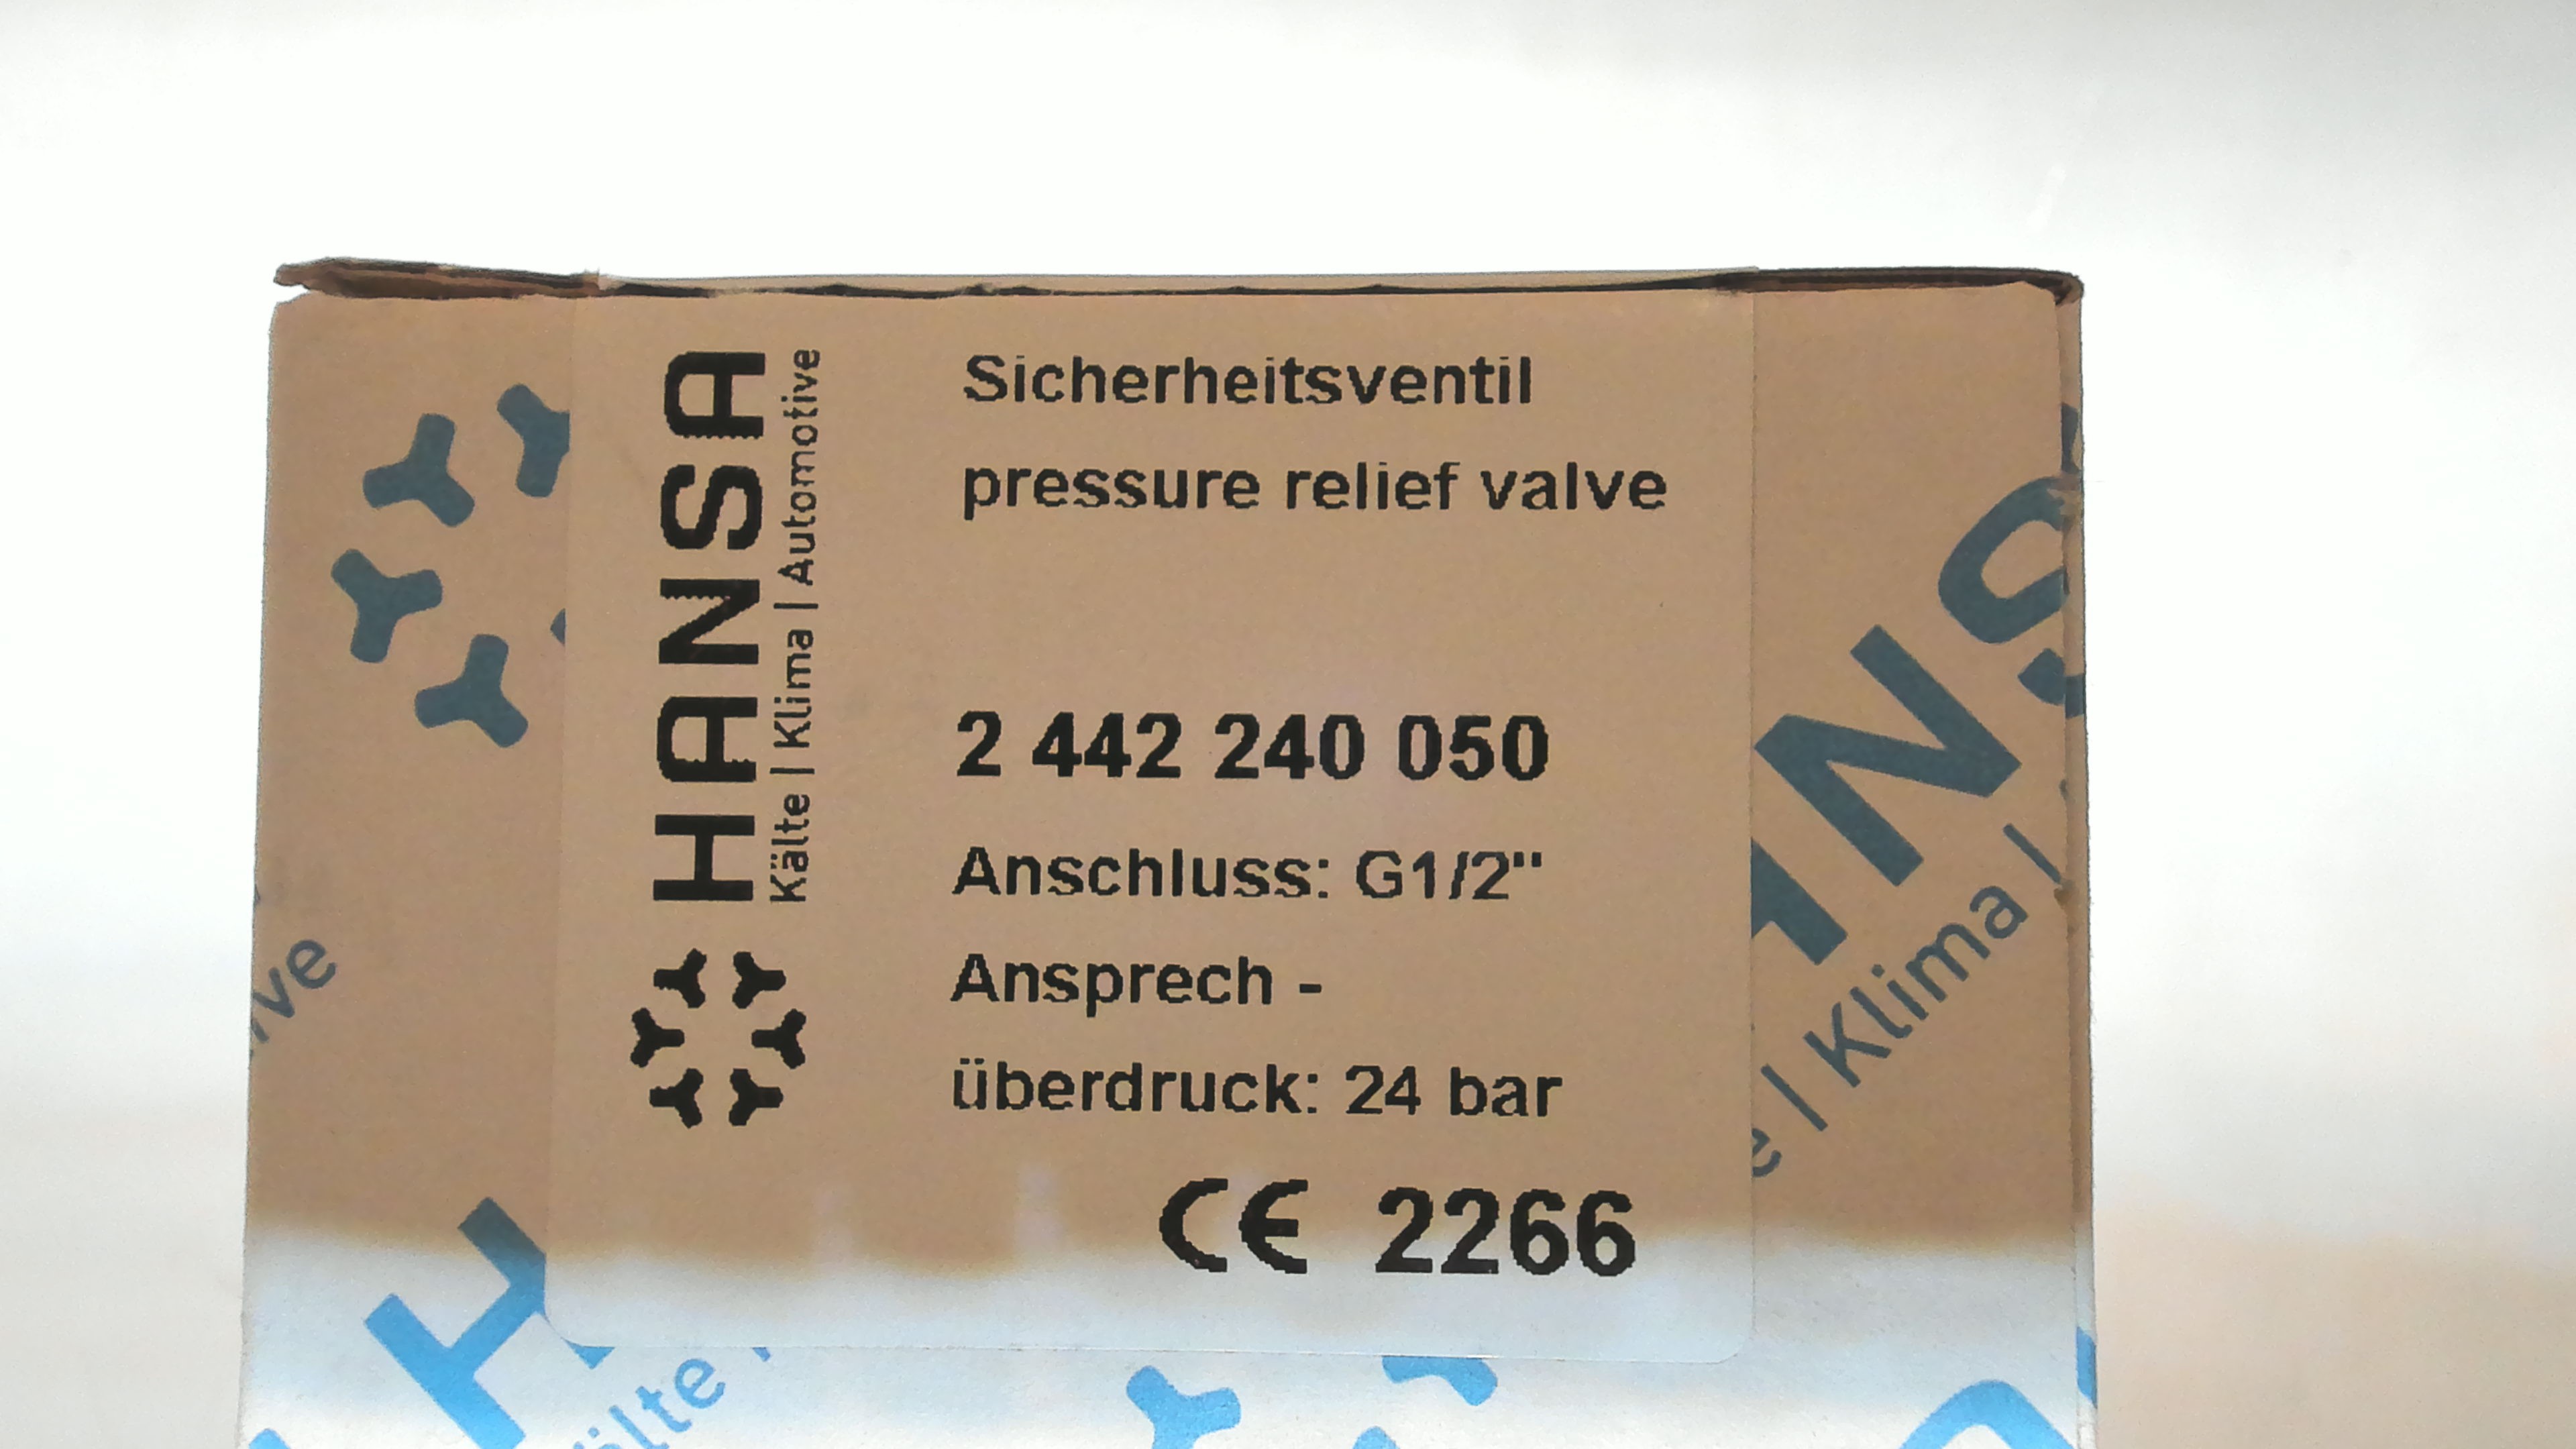 HANSA
Kälte | Klima | Automotive
Sicherheitsventil
pressure relief valve
2 442 240 050
Anschluss: G1/2"
Ansprech -
überdruck: 24 bar
CE 2266
| Klima |